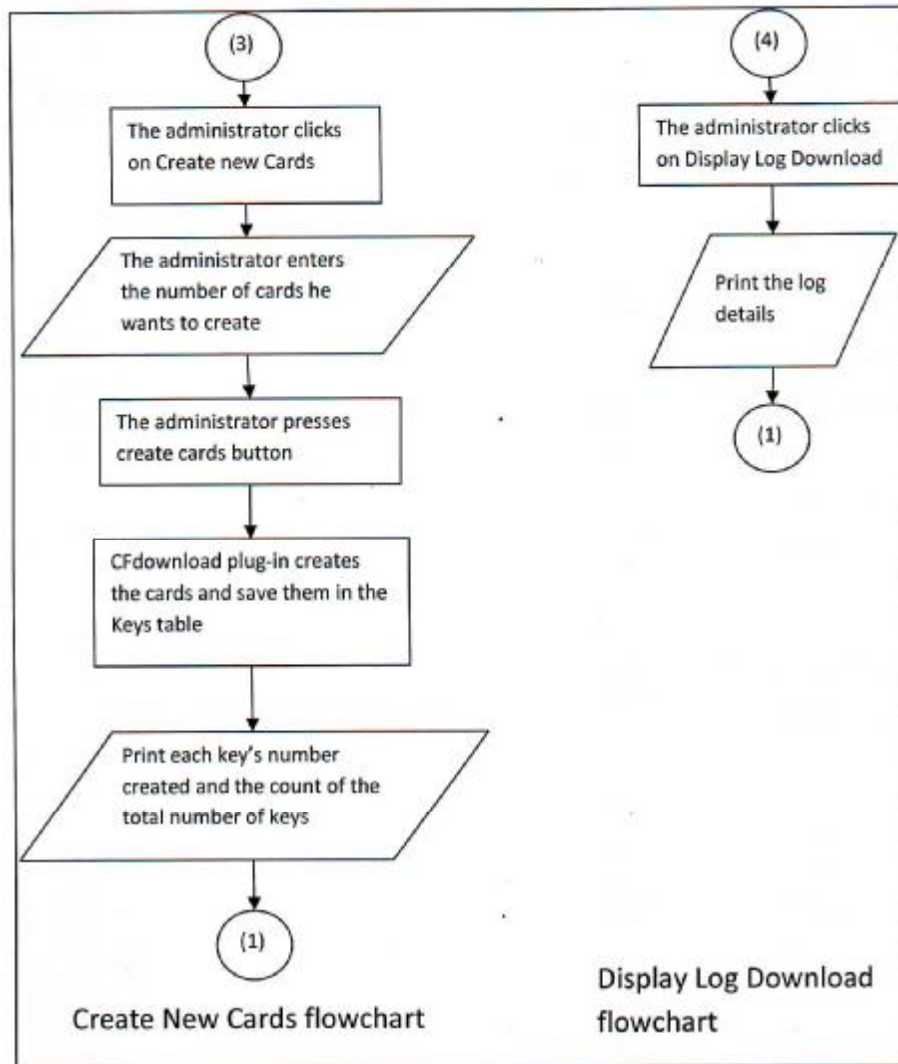 (3)
The administrator clicks
on Create new Cards
The administrator enters
the number of cards he
wants to create
The administrator presses
create cards button
CFdownload plug-in creates
the cards and save them in the
Keys table
Print each key's number
created and the count of the
total number of keys
(1)
Create New Cards flowchart
(4)
The administrator clicks
on Display Log Download
Print the log
details
(1)
Display Log Download
flowchart